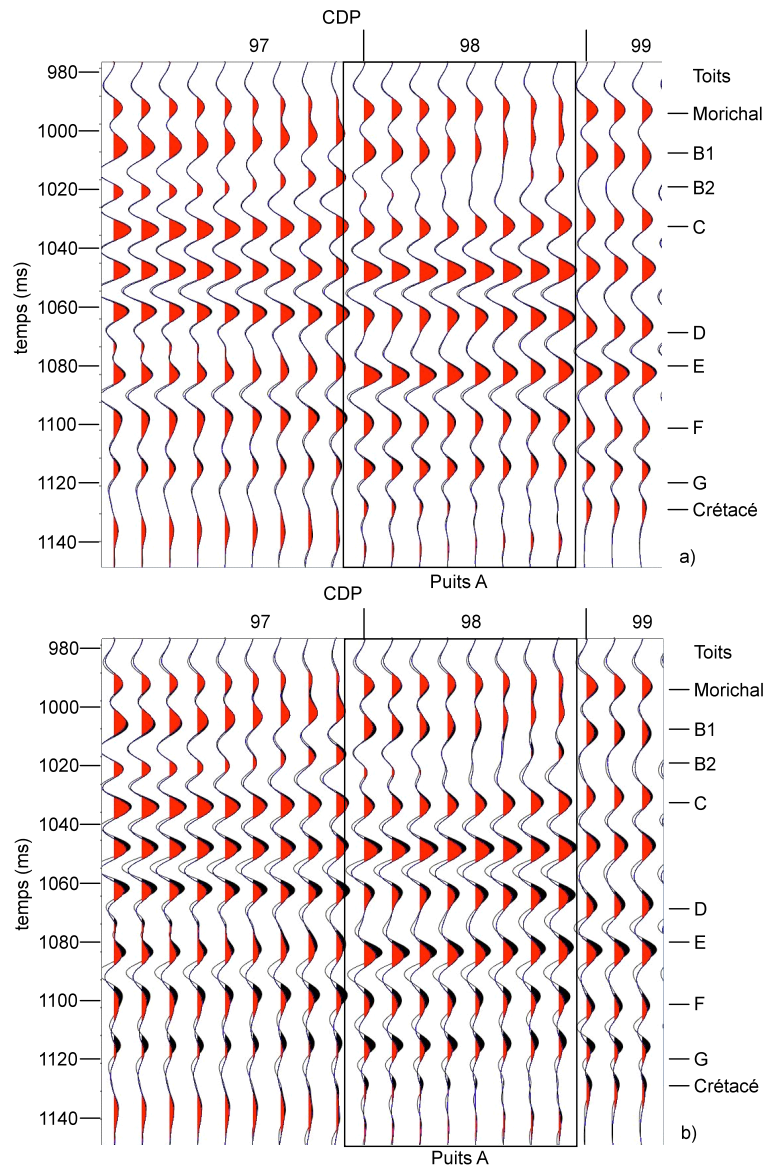 CDP
97 98 99
980 Toits
Morichal
1000
B1
1020 B2
C
1040
1060
D
1080 E
1100 F
1120 G
Crétacé
1140
temps (ms)
a)
Puits A
CDP
97 98 99
980 Toits
Morichal
1000
B1
1020 B2
C
1040
1060
D
1080 E
1100 F
1120 G
Crétacé
1140
temps (ms)
b)
Puits A